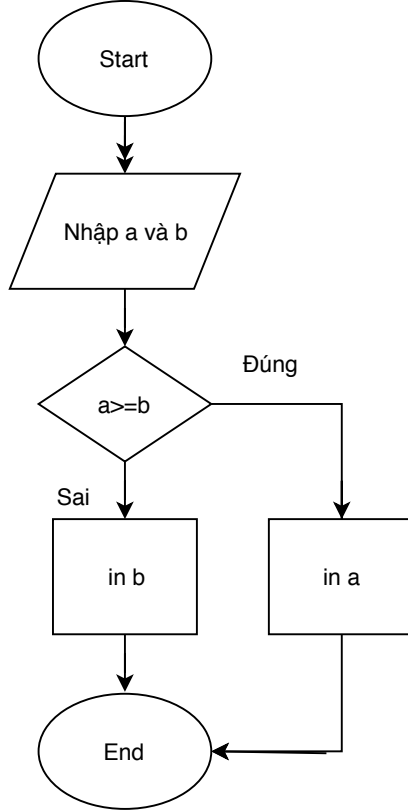 Start
Nhập a và b
Đúng
a>=b
Sai
in b
in a
End